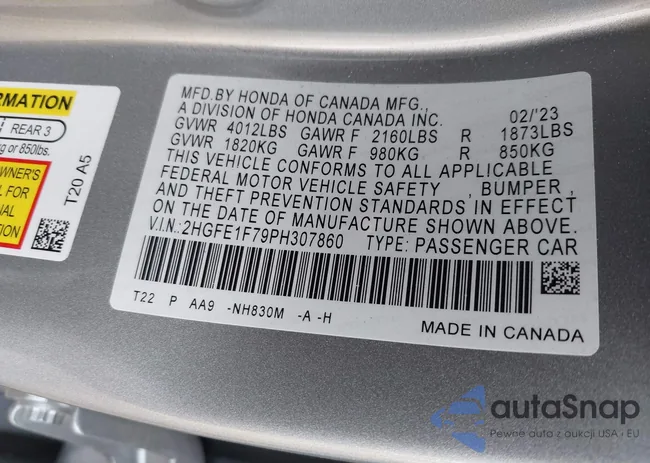 RMATION
REAR 3
g or 850lbs.
WNER'S
L FOR
NAL
TION
T20 A5
MFD.BY HONDA OF CANADA MFG.,
A DIVISION OF HONDA CANADA INC. 02/'23
GVWR 4012LBS GAWR F 2160LBS R 1873LBS
GVWR 1820KG GAWR F 980KG R 850KG
THIS VEHICLE CONFORMS TO ALL APPLICABLE
FEDERAL MOTOR VEHICLE SAFETY , BUMPER ,
AND THEFT PREVENTION STANDARDS IN EFFECT
ON THE DATE OF MANUFACTURE SHOWN ABOVE.
V.I.N.:2HGFE1F79PH307860 TYPE:PASSENGER CAR
T22 P AA9 -NH830M -A -H
MADE IN CANADA
autaSnap
Pewne auta z aukcji USA · EU